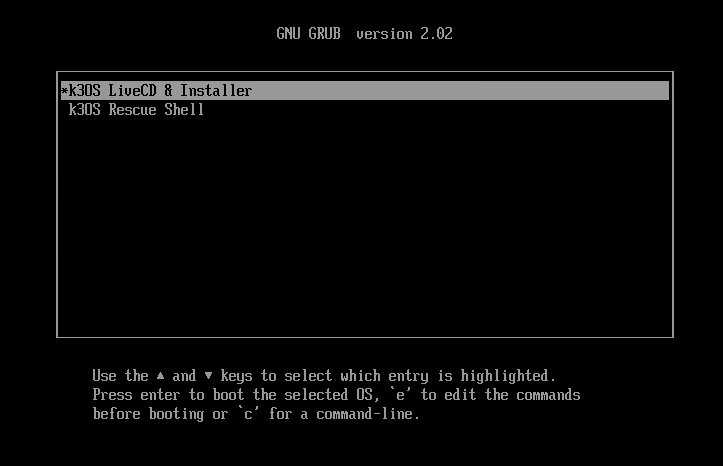 GNU GRUB  version 2.02
*k3OS LiveCD & Installer
k3OS Rescue Shell
Use the ▲ and ▼ keys to select which entry is highlighted.
Press enter to boot the selected OS, `e' to edit the commands
before booting or `c' for a command-line.